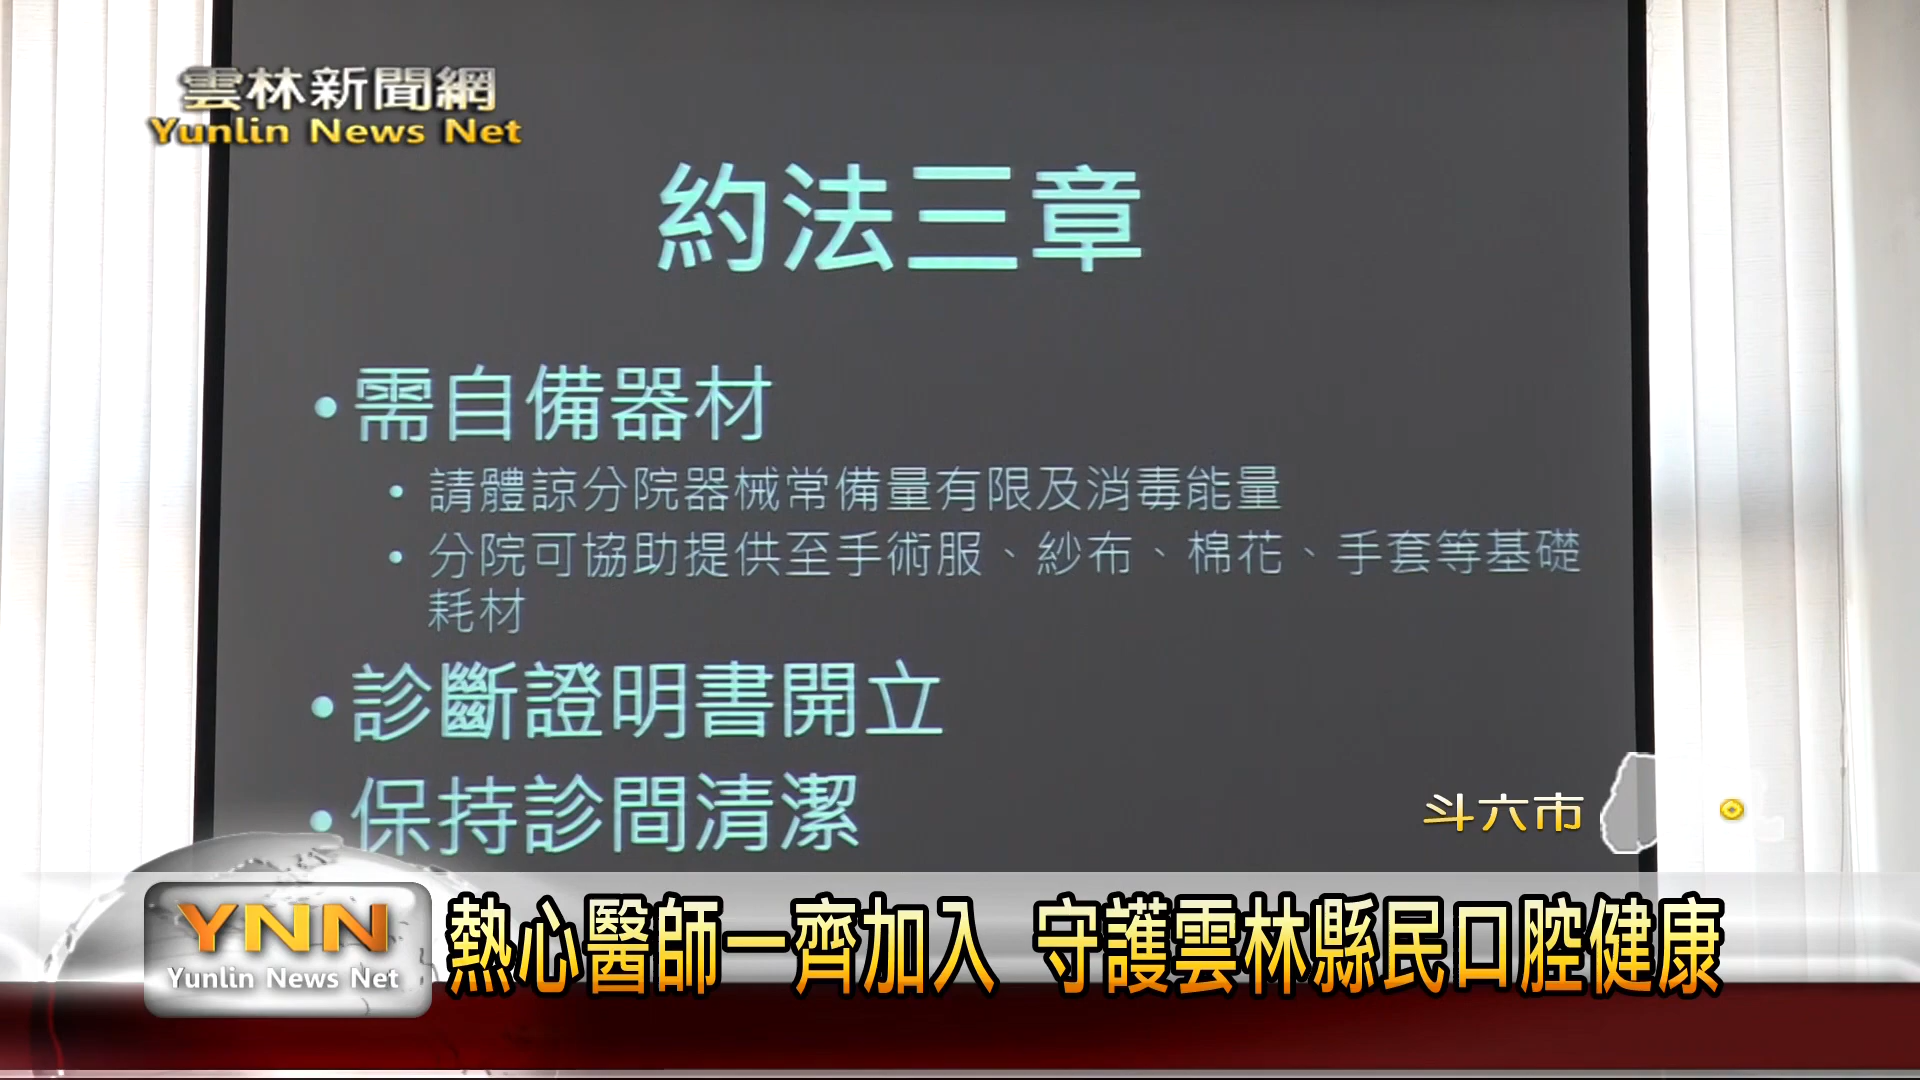 雲林新聞網
Yunlin News Net
約法三章
•需自備器材
•請體諒分院器械常備量有限及消毒能量
•分院可協助提供至手術服、紗布、棉花、手套等基礎
耗材
•診斷證明書開立
•保持診間清潔
斗六市
YNN
Yunlin News Net
熱心醫師一齊加入 守護雲林縣民口腔健康